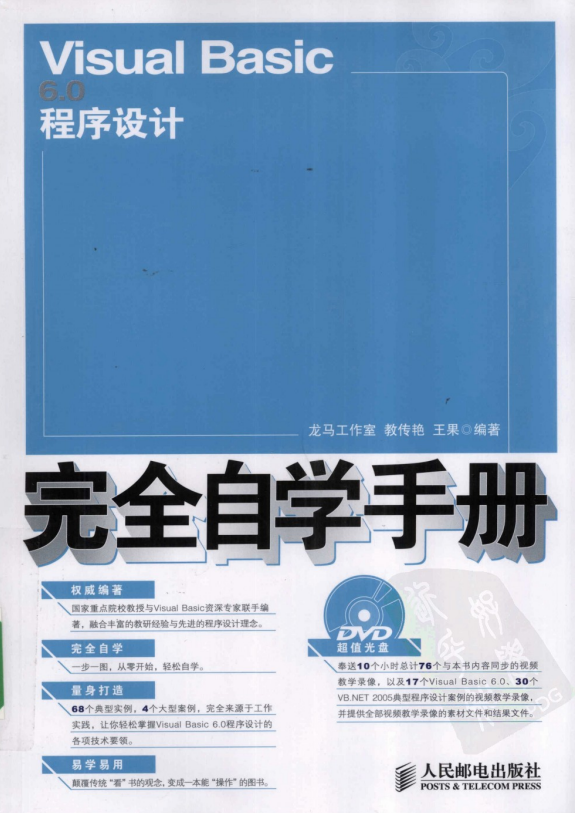 Visual Basic
6.0
程序设计
龙马工作室 教传艳 王果◎编著
完全自学手册
权威编著
国家重点院校教授与Visual Basic资深专家联手编
著，融合丰富的教研经验与先进的程序设计理念。
完全自学
一步一图，从零开始，轻松自学。
量身打造
68个典型实例，4个大型案例，完全来源于工作
实践，让你轻松掌握Visual Basic 6.0程序设计的
各项技术要领。
易学易用
颠覆传统“看”书的观念，变成一本能“操作”的图书。
DVD
超值光盘
奉送10个小时总计76个与本书内容同步的视频
教学录像，以及17个Visual Basic 6.0、30个
VB.NET 2005典型程序设计案例的视频教学录像，
并提供全部视频教学录像的素材文件和结果文件。
人民邮电出版社
POSTS & TELECOM PRESS